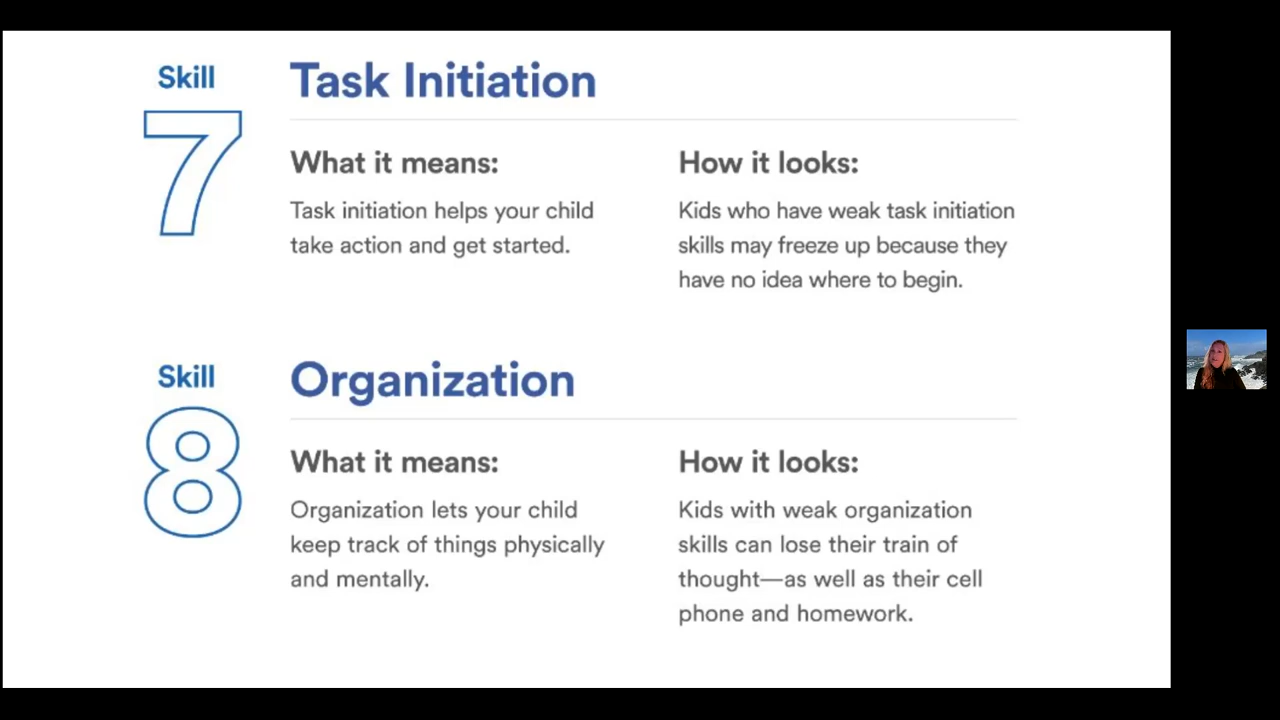 Skill
7
Task Initiation
What it means:
Task initiation helps your child
take action and get started.
How it looks:
Kids who have weak task initiation
skills may freeze up because they
have no idea where to begin.
Skill
8
Organization
What it means:
Organization lets your child
keep track of things physically
and mentally.
How it looks:
Kids with weak organization
skills can lose their train of
thought—as well as their cell
phone and homework.